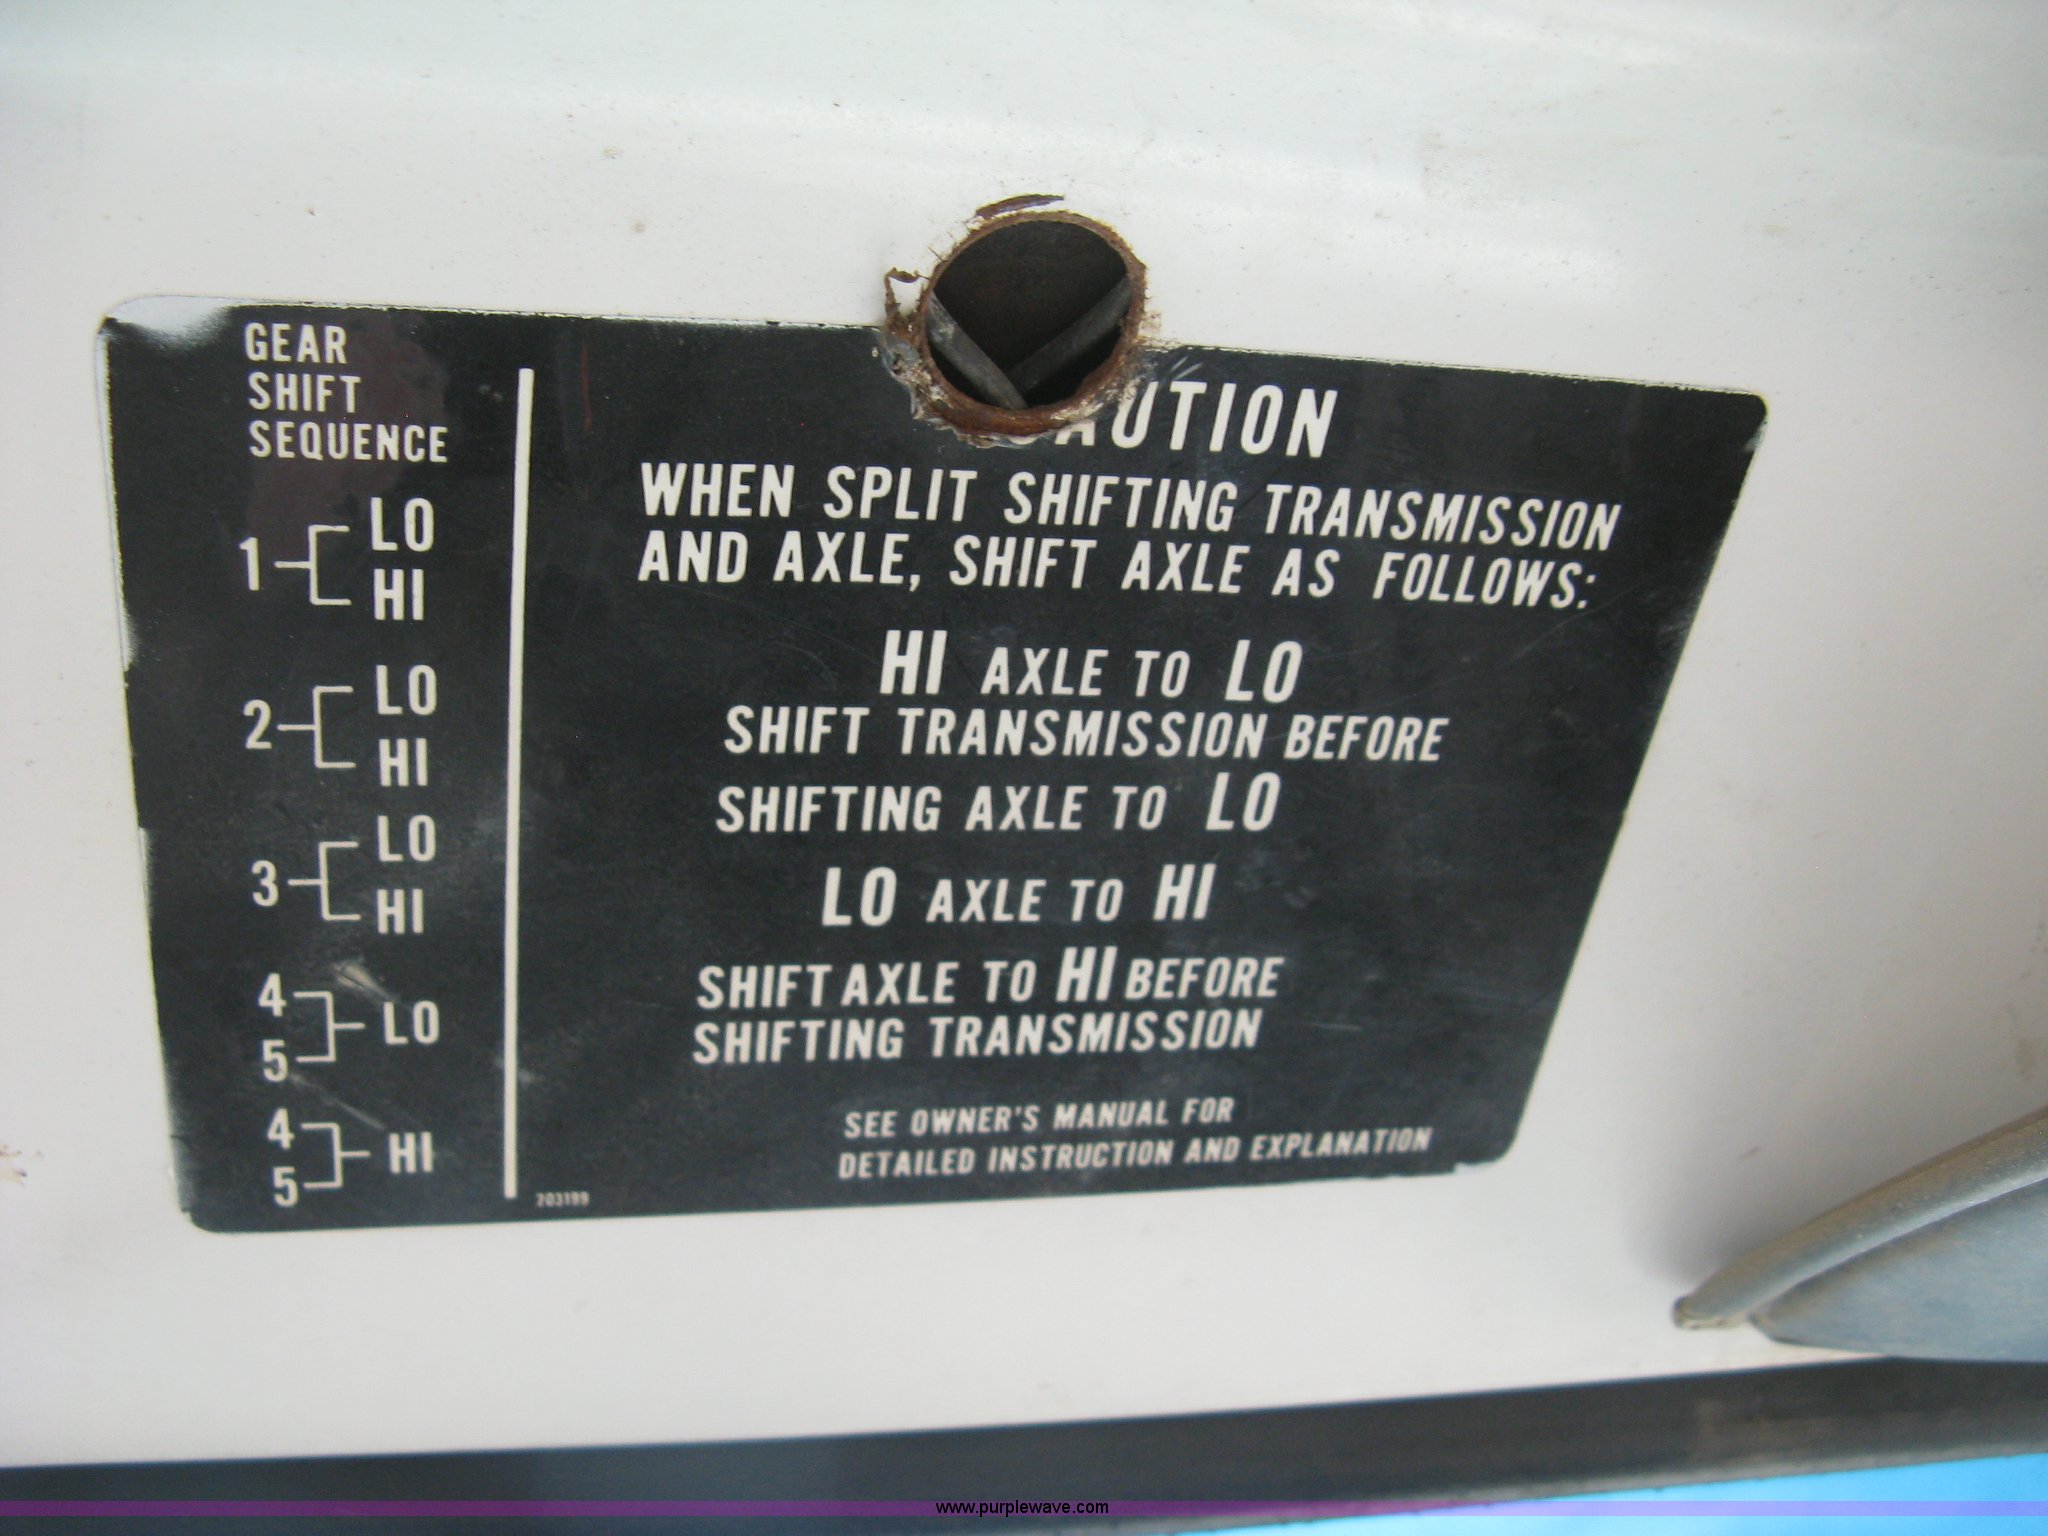 GEAR
SHIFT
SEQUENCE
1 LO
HI
2 LO
HI
3 LO
HI
4
5 LO
4
5 HI
CAUTION
WHEN SPLIT SHIFTING TRANSMISSION
AND AXLE, SHIFT AXLE AS FOLLOWS:
HI AXLE TO LO
SHIFT TRANSMISSION BEFORE
SHIFTING AXLE TO LO
LO AXLE TO HI
SHIFT AXLE TO HI BEFORE
SHIFTING TRANSMISSION
SEE OWNER'S MANUAL FOR
DETAILED INSTRUCTION AND EXPLANATION
203199
www.purplewave.com